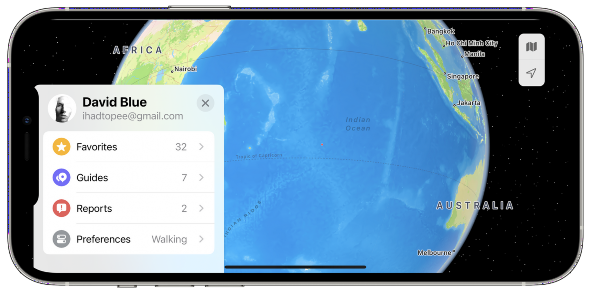 AFRICA
Nairobi
Bangkok
Ho Chi Minh City
Manila
Singapore
Jakarta
Indian
Ocean
AUSTRALIA
Melbourne
David Blue
ihadtopee@gmail.com
Favorites 32
Guides 7
Reports 2
Preferences Walking